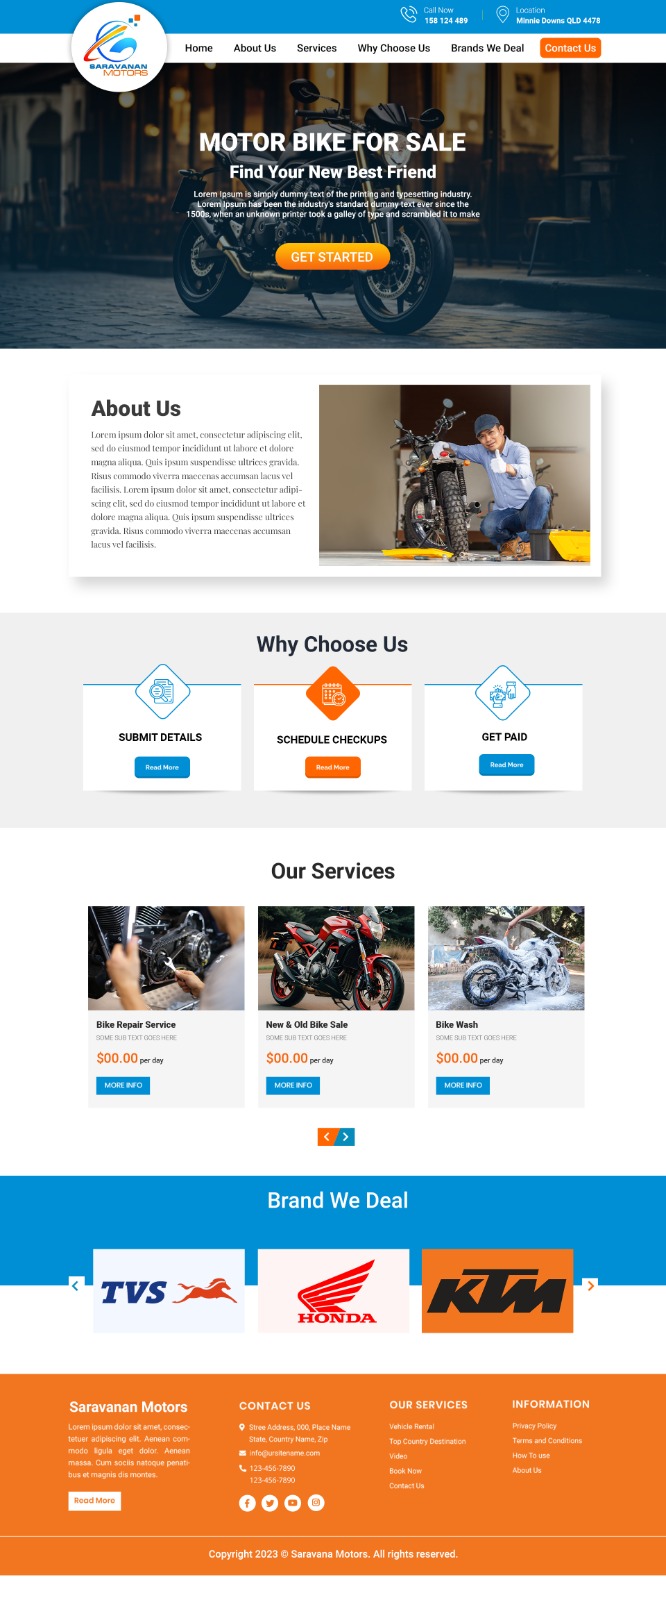 Call Now
158 124 489
Location
Minnie Downs QLD 4478
SARAVANAN
MOTORS
Home
About Us
Services
Why Choose Us
Brands We Deal
Contact Us
MOTOR BIKE FOR SALE
Find Your New Best Friend
Lorem Ipsum is simply dummy text of the printing and typesetting industry.
Lorem Ipsum has been the industry's standard dummy text ever since the
1500s, when an unknown printer took a galley of type and scrambled it to make
GET STARTED
About Us
Lorem ipsum dolor sit amet, consectetur adipiscing elit,
sed do eiusmod tempor incididunt ut labore et dolore
magna aliqua. Quis ipsum suspendisse ultrices gravida.
Risus commodo viverra maecenas accumsan lacus vel
facilisis. Lorem ipsum dolor sit amet, consectetur adipi-
scing elit, sed do eiusmod tempor incididunt ut labore et
dolore magna aliqua. Quis ipsum suspendisse ultrices
gravida. Risus commodo viverra maecenas accumsan
lacus vel facilisis.
Why Choose Us
SUBMIT DETAILS
Read More
SCHEDULE CHECKUPS
Read More
GET PAID
Read More
Our Services
Bike Repair Service
SOME SUB TEXT GOES HERE
$00.00 per day
MORE INFO
New & Old Bike Sale
SOME SUB TEXT GOES HERE
$00.00 per day
MORE INFO
Bike Wash
SOME SUB TEXT GOES HERE
$00.00 per day
MORE INFO
Brand We Deal
TVS
HONDA
KTM
Saravanan Motors
Lorem ipsum dolor sit amet, consec-
tetuer adipiscing elit. Aenean com-
modo ligula eget dolor. Aenean
massa. Cum sociis natoque penati-
bus et magnis dis montes.
Read More
CONTACT US
Stree Address, 000, Place Name
State, Country Name, Zip
info@ursitename.com
123-456-7890
123-456-7890
OUR SERVICES
Vehicle Rental
Top Country Destination
Video
Book Now
Contact Us
INFORMATION
Privacy Policy
Terms and Conditions
How To use
About Us
Copyright 2023 © Saravana Motors. All rights reserved.